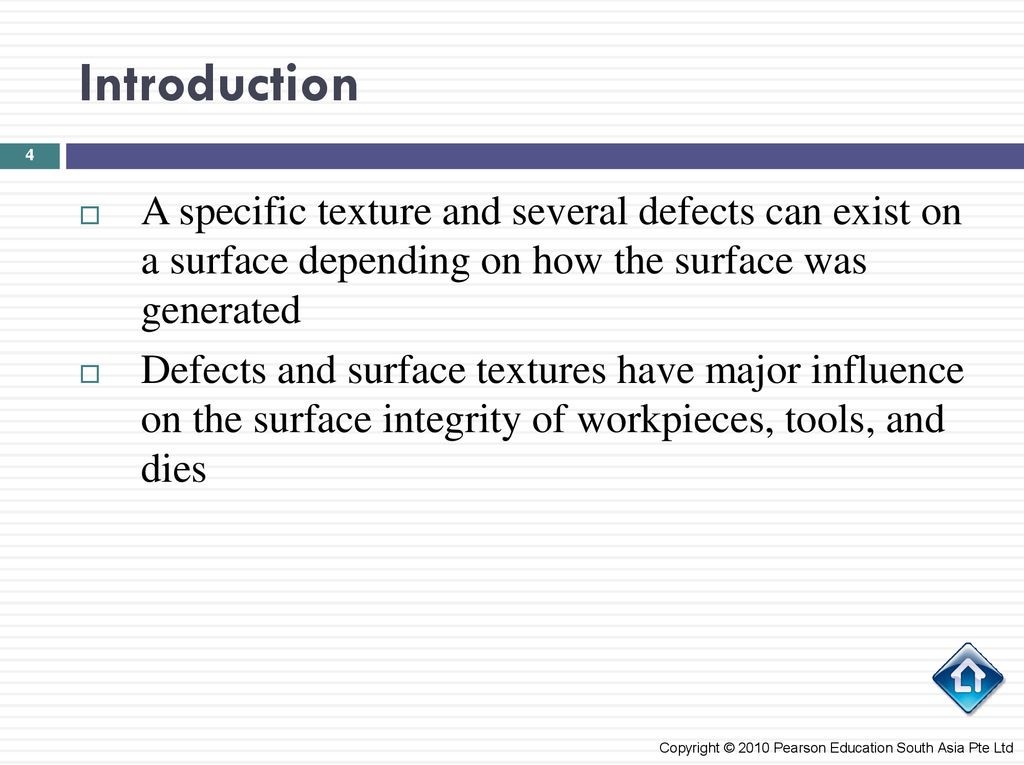 Introduction
4
A specific texture and several defects can exist on
a surface depending on how the surface was
generated
Defects and surface textures have major influence
on the surface integrity of workpieces, tools, and
dies
Copyright © 2010 Pearson Education South Asia Pte Ltd